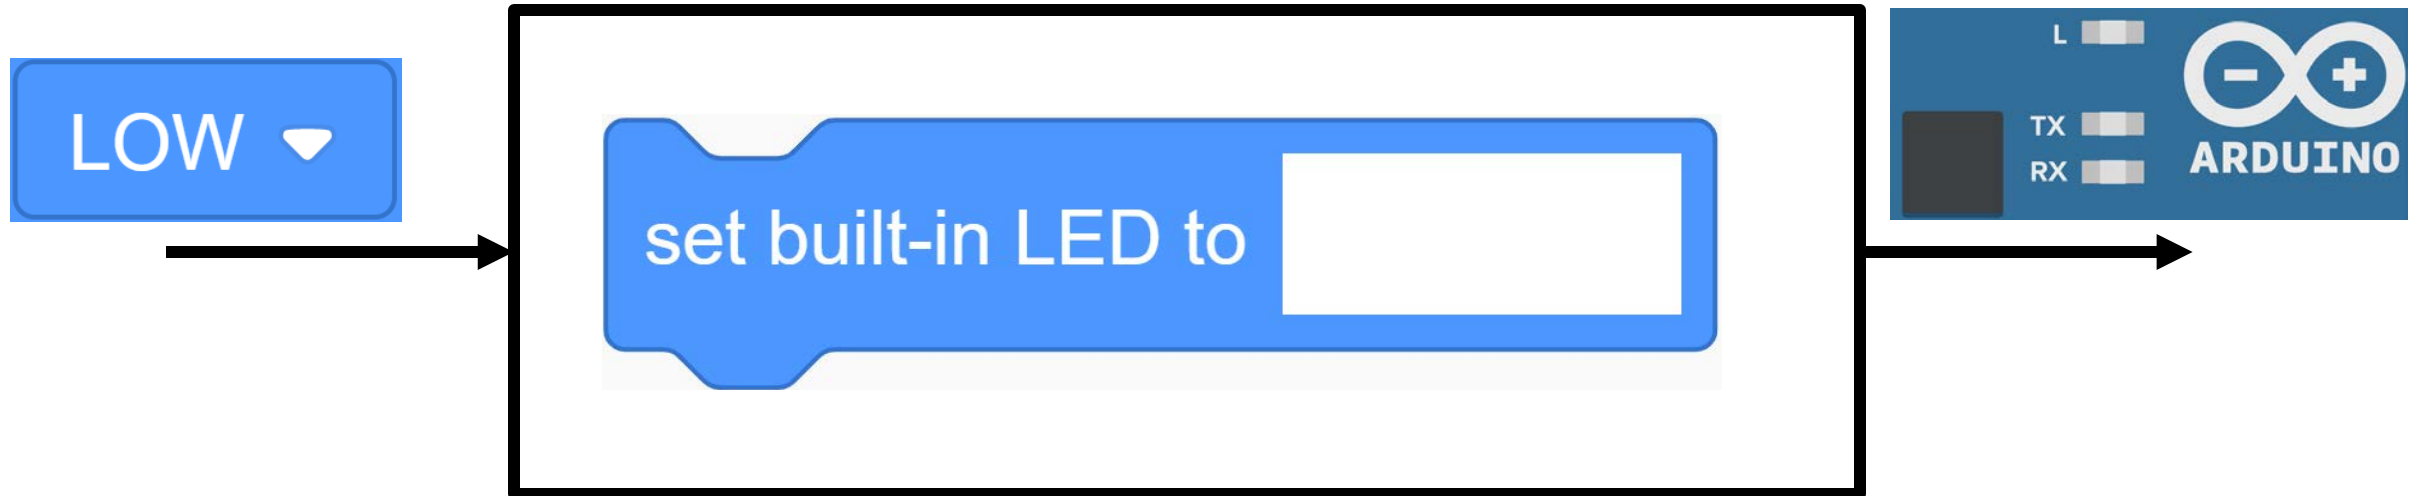 LOW
set built-in LED to
L
TX
RX
ARDUINO